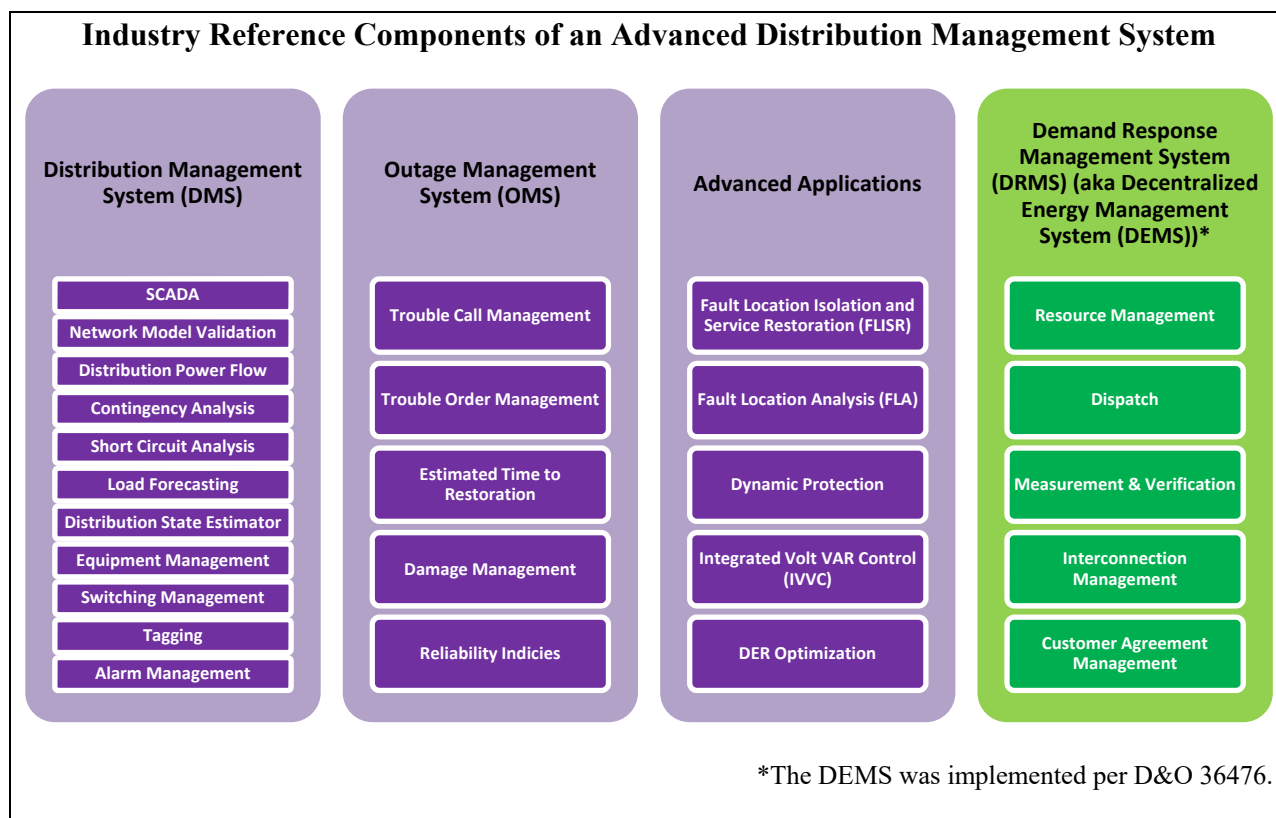 Industry Reference Components of an Advanced Distribution Management System
Distribution Management
System (DMS)
SCADA
Network Model Validation
Distribution Power Flow
Contingency Analysis
Short Circuit Analysis
Load Forecasting
Distribution State Estimator
Equipment Management
Switching Management
Tagging
Alarm Management
Outage Management
System (OMS)
Trouble Call Management
Trouble Order Management
Estimated Time to
Restoration
Damage Management
Reliability Indicies
Advanced Applications
Fault Location Isolation and
Service Restoration (FLISR)
Fault Location Analysis (FLA)
Dynamic Protection
Integrated Volt VAR Control
(IVVC)
DER Optimization
Demand Response
Management System
(DRMS) (aka Decentralized
Energy Management
System (DEMS))*
Resource Management
Dispatch
Measurement & Verification
Interconnection
Management
Customer Agreement
Management
*The DEMS was implemented per D&O 36476.